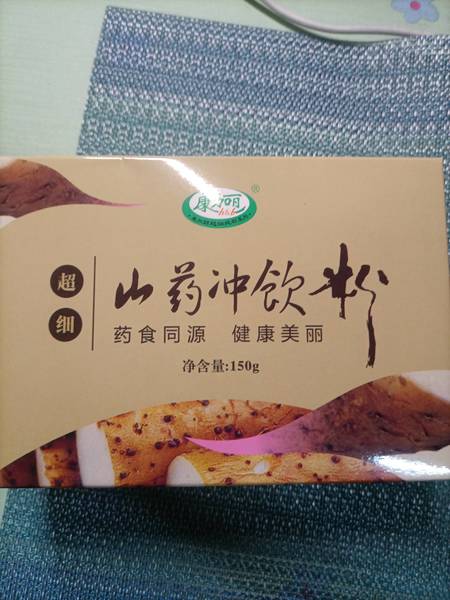 康丽
h&b
®
超细
山药冲饮粉
药食同源 健康美丽
净含量:150g